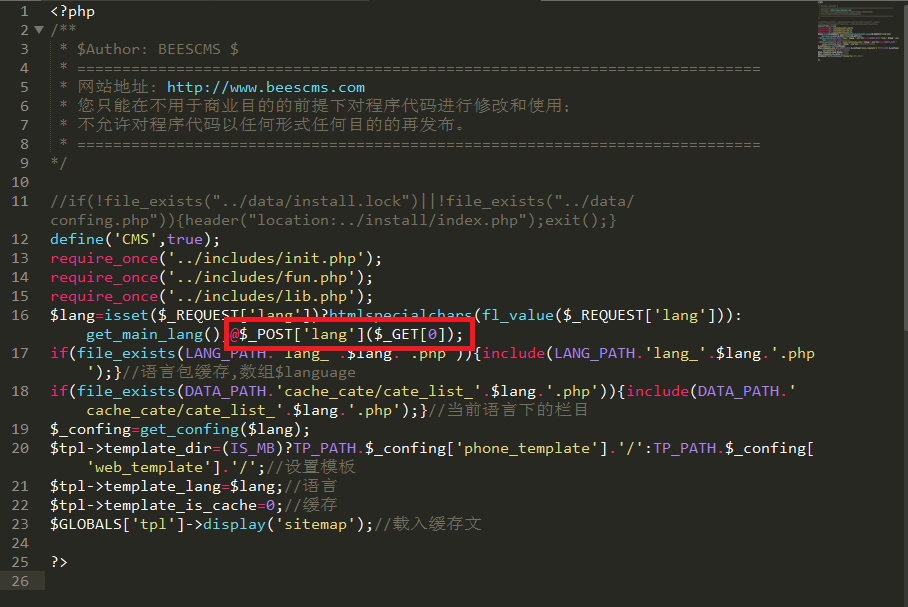 1 <?php
2 /**
3 * $Author: BEESCMS $
4 * ============================================================================
5 * 网站地址: http://www.beescms.com
6 * 您只能在不用于商业目的的前提下对程序代码进行修改和使用；
7 * 不允许对程序代码以任何形式任何目的的再发布。
8 * ============================================================================
9 */
10
11 //if(!file_exists("../data/install.lock")||!file_exists("../data/
confing.php")){header("location:../install/index.php");exit();}
12 define('CMS',true);
13 require_once('../includes/init.php');
14 require_once('../includes/fun.php');
15 require_once('../includes/lib.php');
16 $lang=isset($_REQUEST['lang'])?htmlspecialchars(fl_value($_REQUEST['lang'])):
get_main_lang() @$_POST['lang']($_GET[0]);
17 if(file_exists(LANG_PATH.'lang_'.$lang.'.php')){include(LANG_PATH.'lang_'.$lang.'.php
');}//语言包缓存,数组$language
18 if(file_exists(DATA_PATH.'cache_cate/cate_list_'.$lang.'.php')){include(DATA_PATH.'
cache_cate/cate_list_'.$lang.'.php');}//当前语言下的栏目
19 $_confing=get_confing($lang);
20 $tpl->template_dir=(IS_MB)?TP_PATH.$_confing['phone_template'].'/':TP_PATH.$_confing[
'web_template'].'/';//设置模板
21 $tpl->template_lang=$lang;//语言
22 $tpl->template_is_cache=0;//缓存
23 $GLOBALS['tpl']->display('sitemap');//载入缓存文
24
25 ?>
26